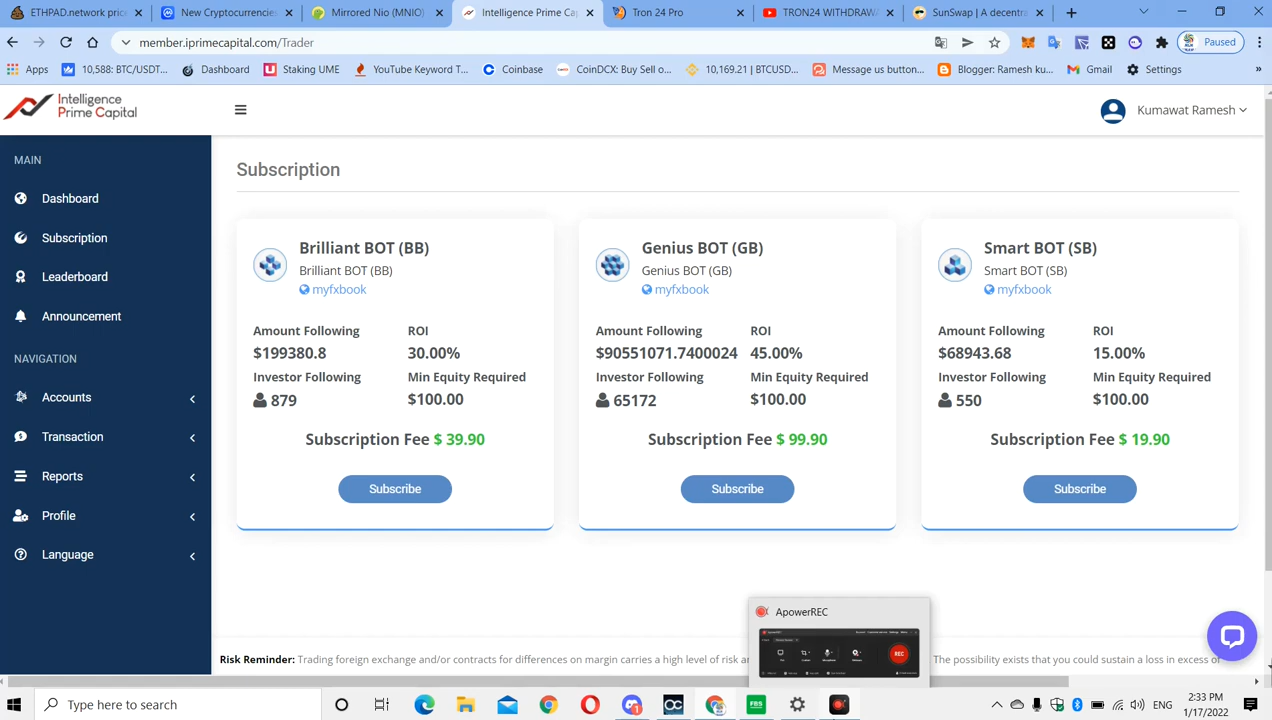 ETHPAD.network price
New Cryptocurrencies
Mirrored Nio (MNIO)
Intelligence Prime Cap
Tron 24 Pro
TRON24 WITHDRAWA
SunSwap | A decentra
member.iprimecapital.com/Trader
Paused
Apps
10,588: BTC/USDT...
Dashboard
Staking UME
YouTube Keyword T...
Coinbase
CoinDCX: Buy Sel o...
10,169.21 | BTCUSD...
Message us button...
Blogger: Ramesh ku...
Gmail
Settings
Intelligence
Prime Capital
Kumawat Ramesh
MAIN
Dashboard
Subscription
Leaderboard
Announcement
NAVIGATION
Accounts
Transaction
Reports
Profile
Language
Subscription
Brilliant BOT (BB)
Brilliant BOT (BB)
myfxbook
Amount Following ROI
$199380.8 30.00%
Investor Following Min Equity Required
879 $100.00
Subscription Fee $ 39.90
Subscribe
Genius BOT (GB)
Genius BOT (GB)
myfxbook
Amount Following ROI
$90551071.7400024 45.00%
Investor Following Min Equity Required
65172 $100.00
Subscription Fee $ 99.90
Subscribe
Smart BOT (SB)
Smart BOT (SB)
myfxbook
Amount Following ROI
$68943.68 15.00%
Investor Following Min Equity Required
550 $100.00
Subscription Fee $ 19.90
Subscribe
ApowerREC
REC
Risk Reminder: Trading foreign exchange and/or contracts for differences on margin carries a high level of risk an The possibility exists that you could sustain a loss in excess of
Type here to search
FBS
ENG
2:33 PM
1/17/2022